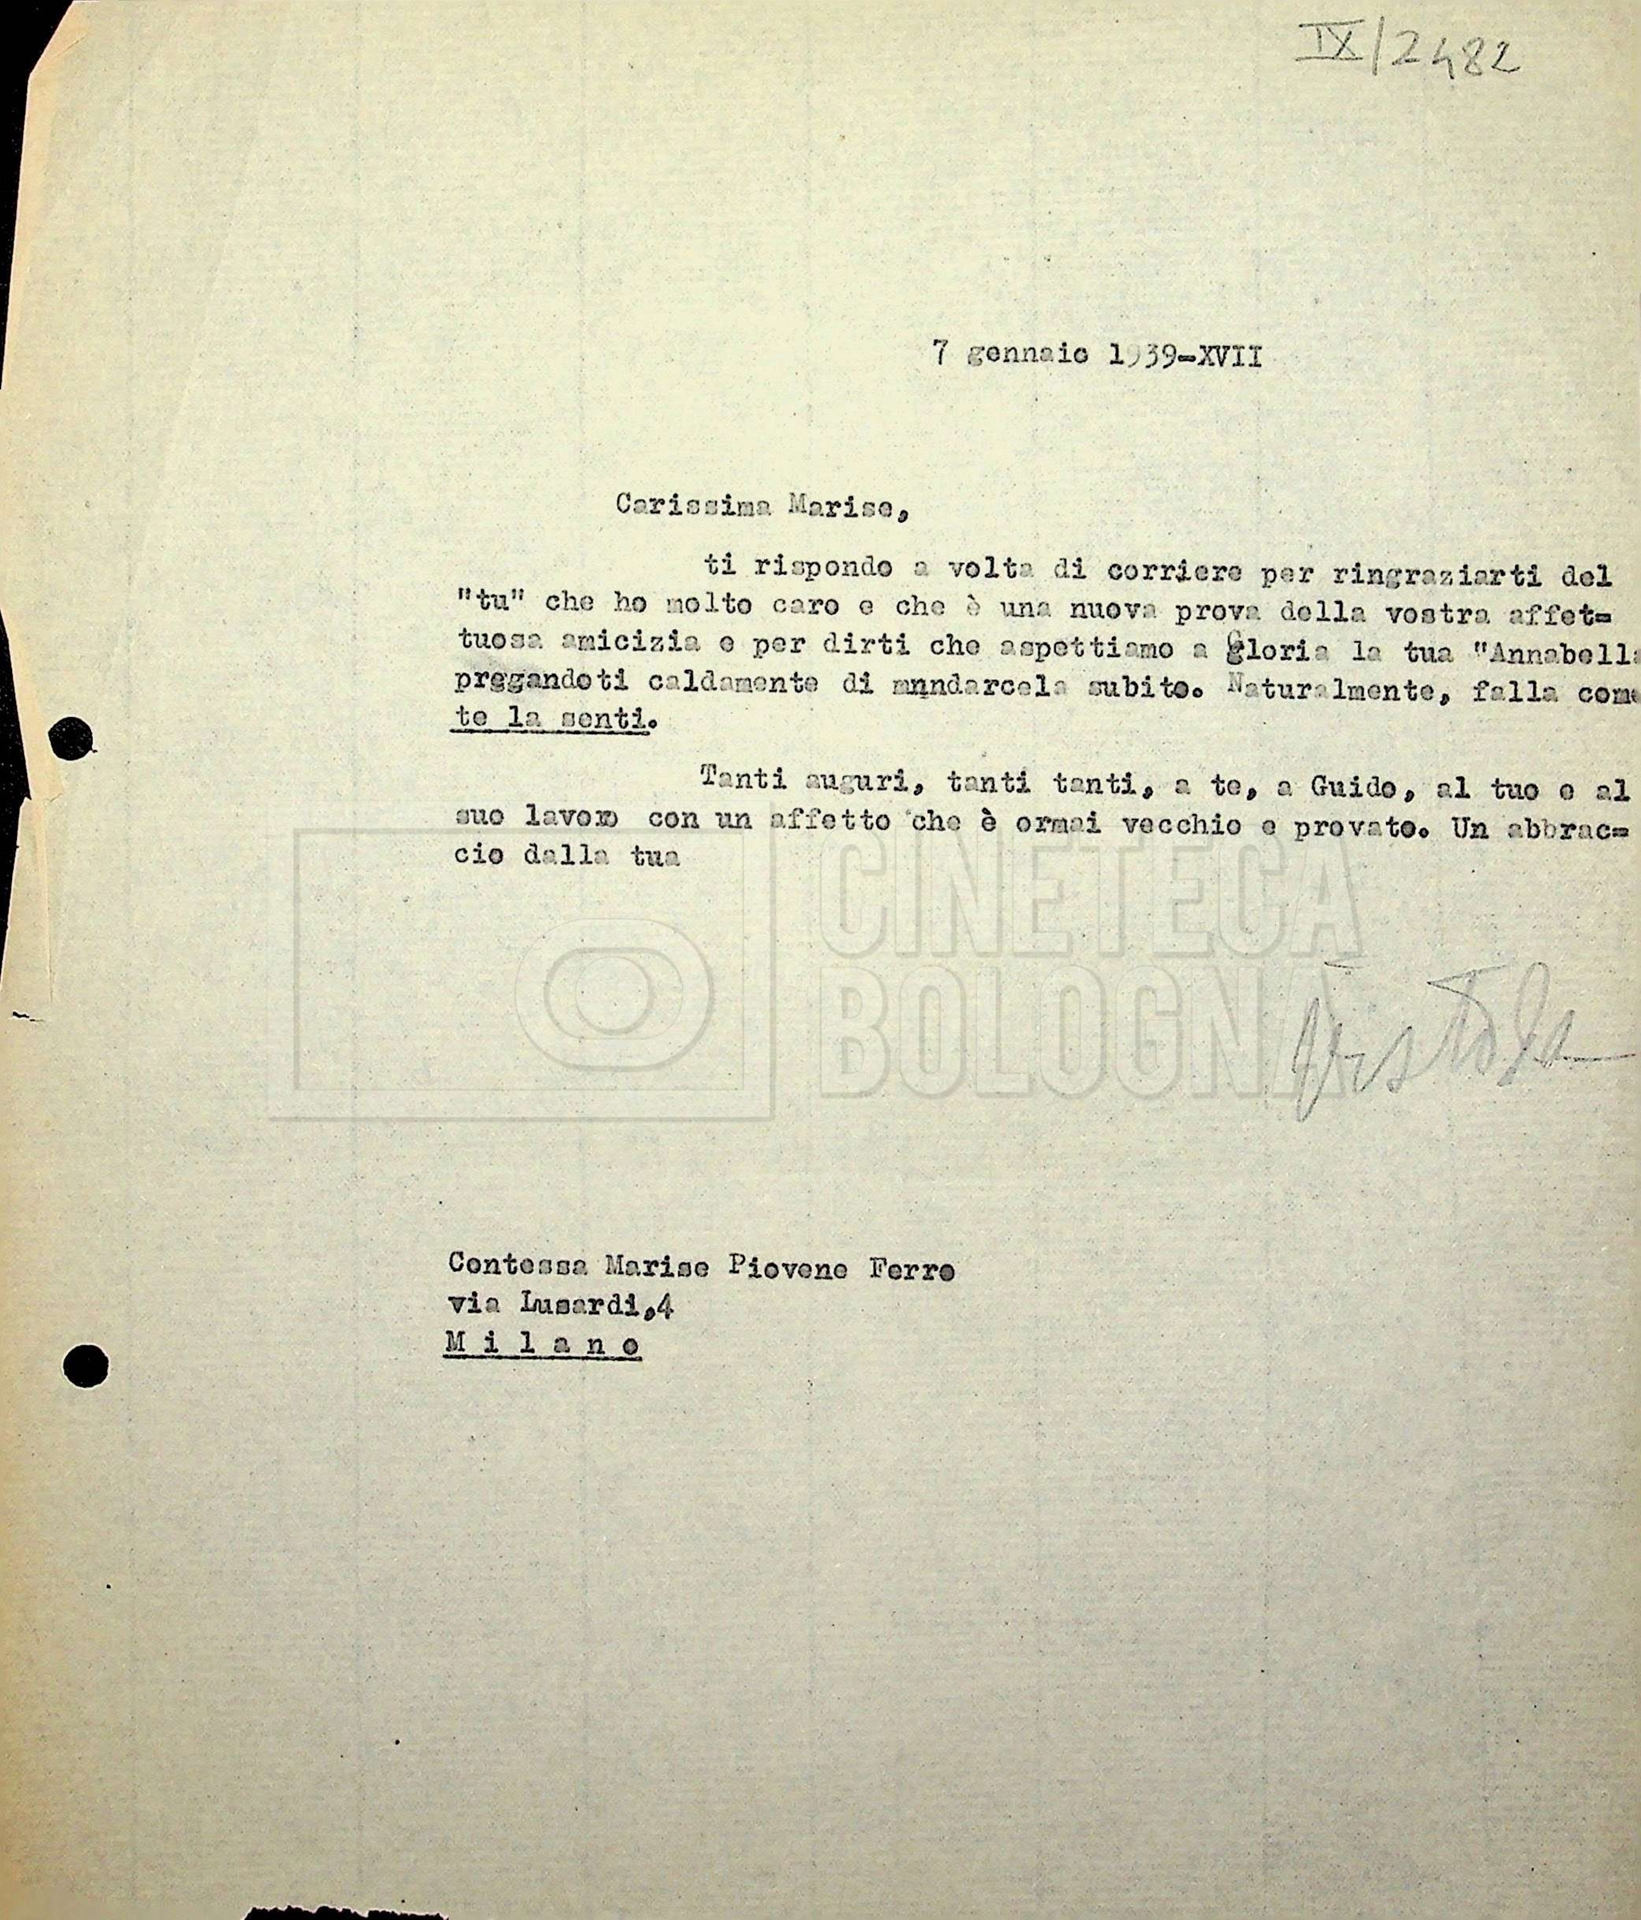 IX/2482
7 gennaio 1939-XVII
Carissima Marise,
ti rispondo a volta di corriere per ringraziarti del
"tu" che ho molto caro e che è una nuova prova della vostra affet=
tuosa amicizia e per dirti che aspettiamo a Gloria la tua "Annabella
pregandoti caldamente di mnndarcela subito. Naturalmente, falla come
te la senti.
Tanti auguri, tanti tanti, a te, a Guido, al tuo e al
suo lavoro con un affetto che è ormai vecchio e provato. Un abbrac=
cio dalla tua
CINETECA
BOLOGNA
Contessa Marise Piovene Ferro
via Lusardi,4
M i l a n o